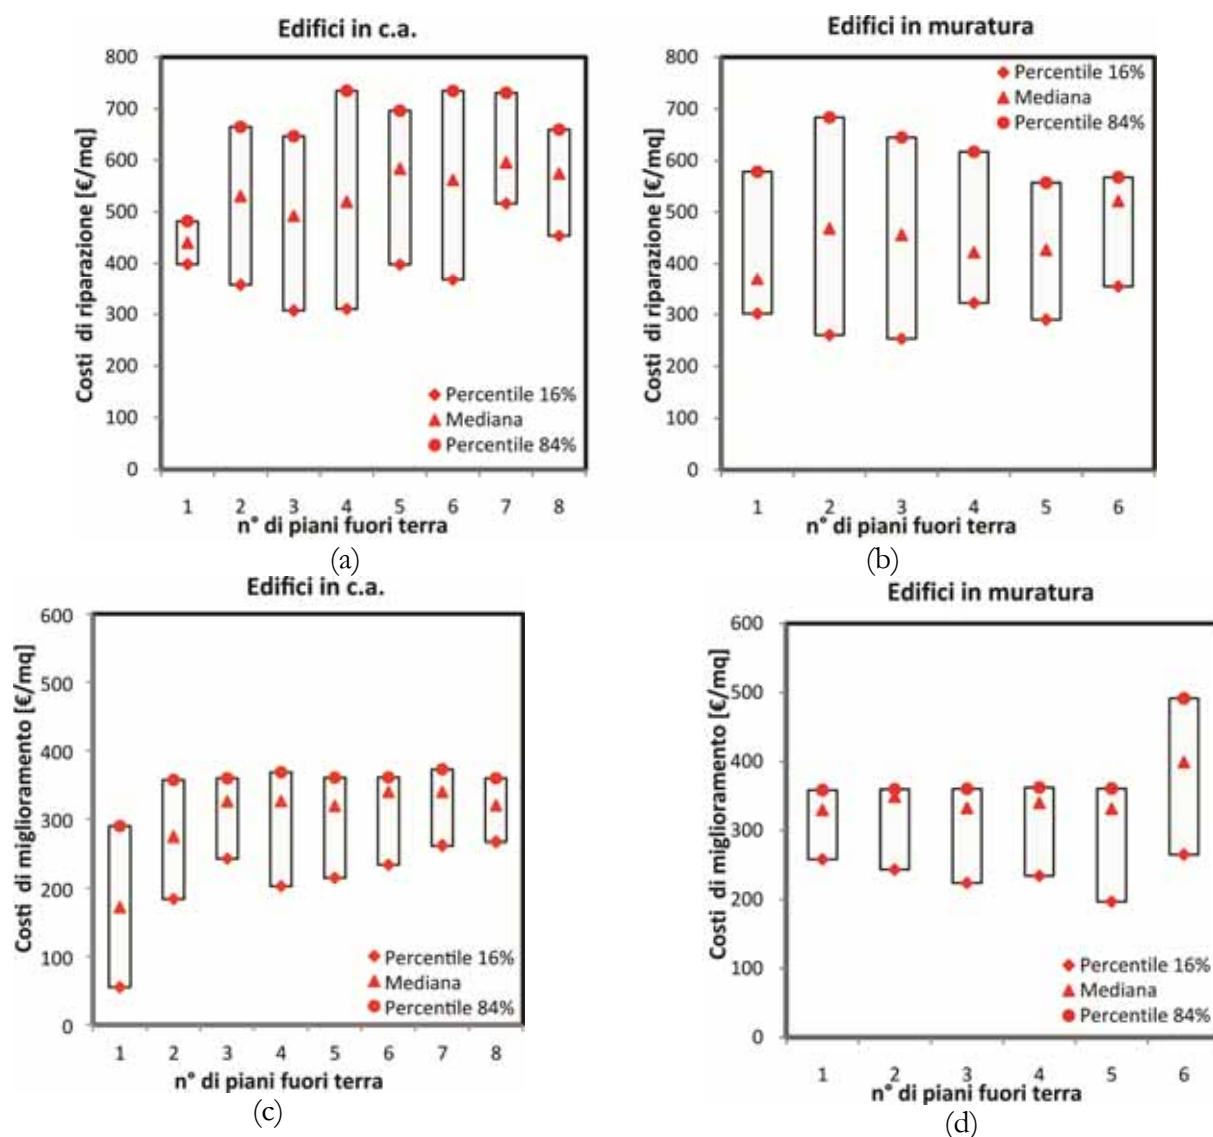 Edifici in c.a.
Costi di riparazione [€/mq]
800
700
600
500
400
300
200
100
0
Percentile 16%
Mediana
Percentile 84%
1 2 3 4 5 6 7 8
n° di piani fuori terra
(a)
Edifici in muratura
Costi di riparazione [€/mq]
800
700
600
500
400
300
200
100
0
Percentile 16%
Mediana
Percentile 84%
1 2 3 4 5 6
n° di piani fuori terra
(b)
Edifici in c.a.
Costi di miglioramento [€/mq]
600
500
400
300
200
100
0
Percentile 16%
Mediana
Percentile 84%
1 2 3 4 5 6 7 8
n° di piani fuori terra
(c)
Edifici in muratura
Costi di miglioramento [€/mq]
600
500
400
300
200
100
0
Percentile 16%
Mediana
Percentile 84%
1 2 3 4 5 6
n° di piani fuori terra
(d)